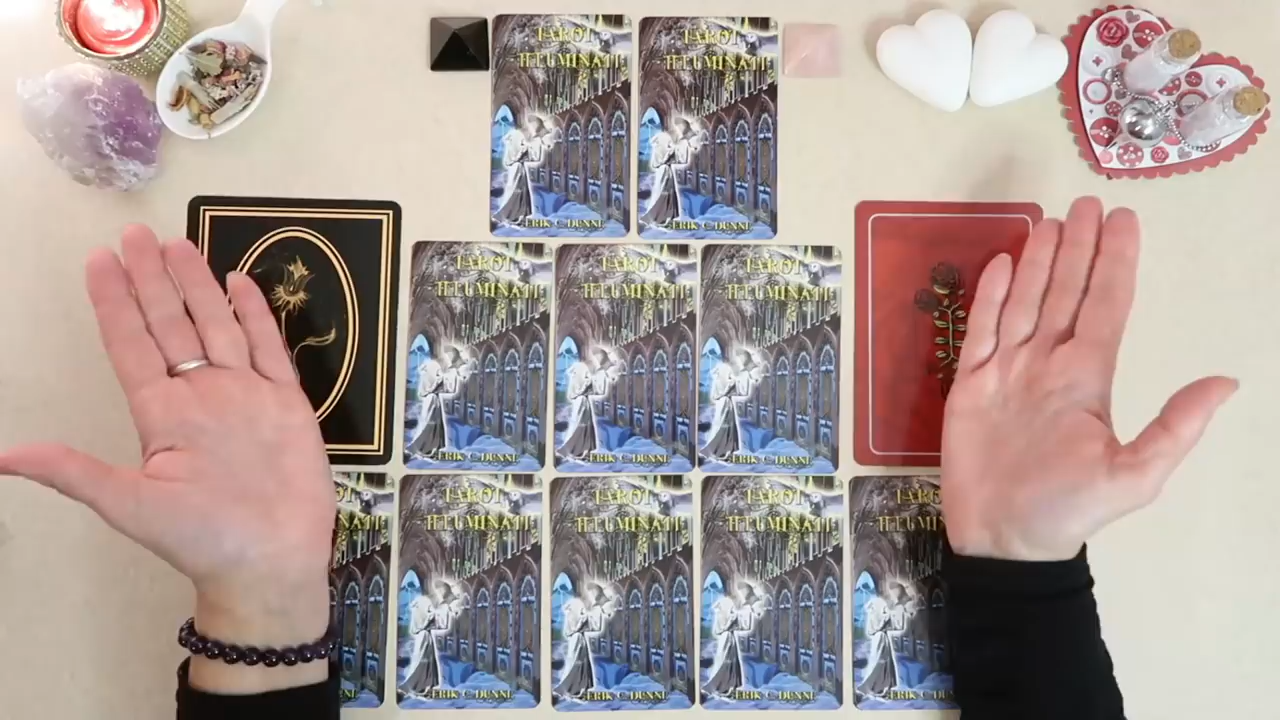 TAROT
ILLUMINATI
ERIK C. DUNNE
TAROT
ILLUMINATI
ERIK C. DUNNE
TAROT
ILLUMINATI
ERIK C. DUNNE
TAROT
ILLUMINATI
ERIK C. DUNNE
TAROT
ILLUMINATI
ERIK C. DUNNE
TAROT
ILLUMINATI
ERIK C. DUNNE
TAROT
ILLUMINATI
ERIK C. DUNNE
TAROT
ILLUMINATI
ERIK C. DUNNE